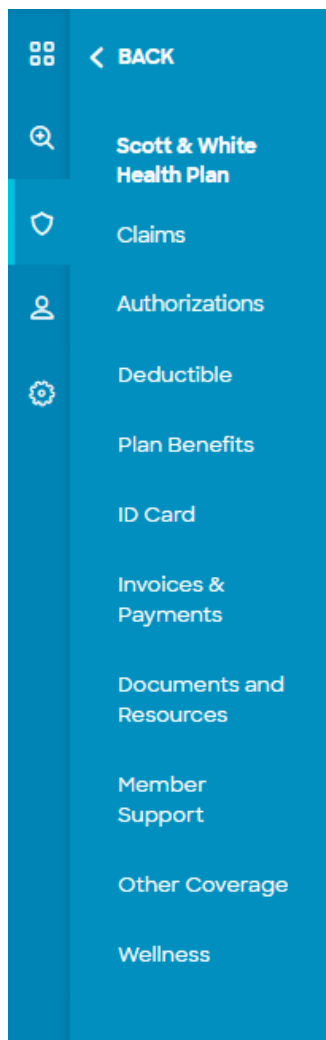 BACK
Scott & White
Health Plan
Claims
Authorizations
Deductible
Plan Benefits
ID Card
Invoices &
Payments
Documents and
Resources
Member
Support
Other Coverage
Wellness